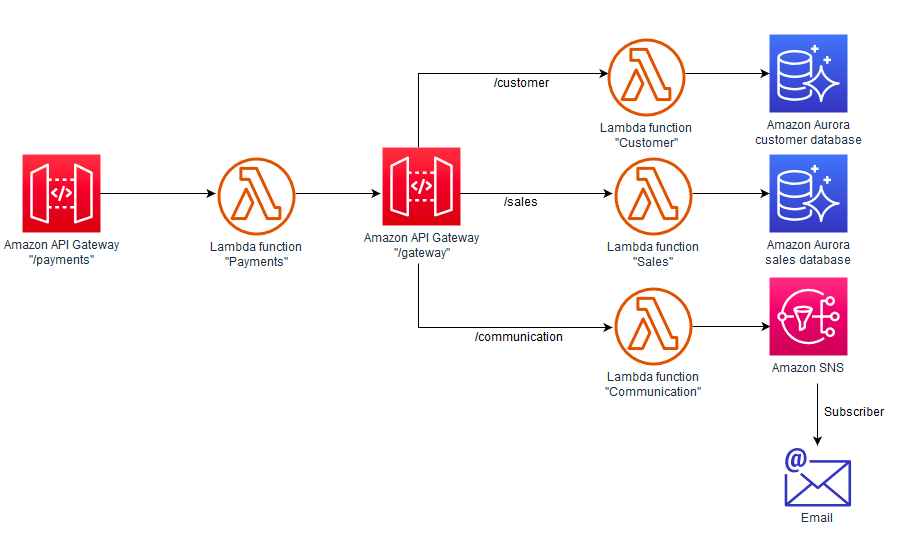 /customer
Lambda function
"Customer"
Amazon Aurora
customer database
</>
Amazon API Gateway
"/payments"
Lambda function
"Payments"
</>
Amazon API Gateway
"/gateway"
/sales
Lambda function
"Sales"
Amazon Aurora
sales database
/communication
Lambda function
"Communication"
Amazon SNS
Subscriber
@
Email